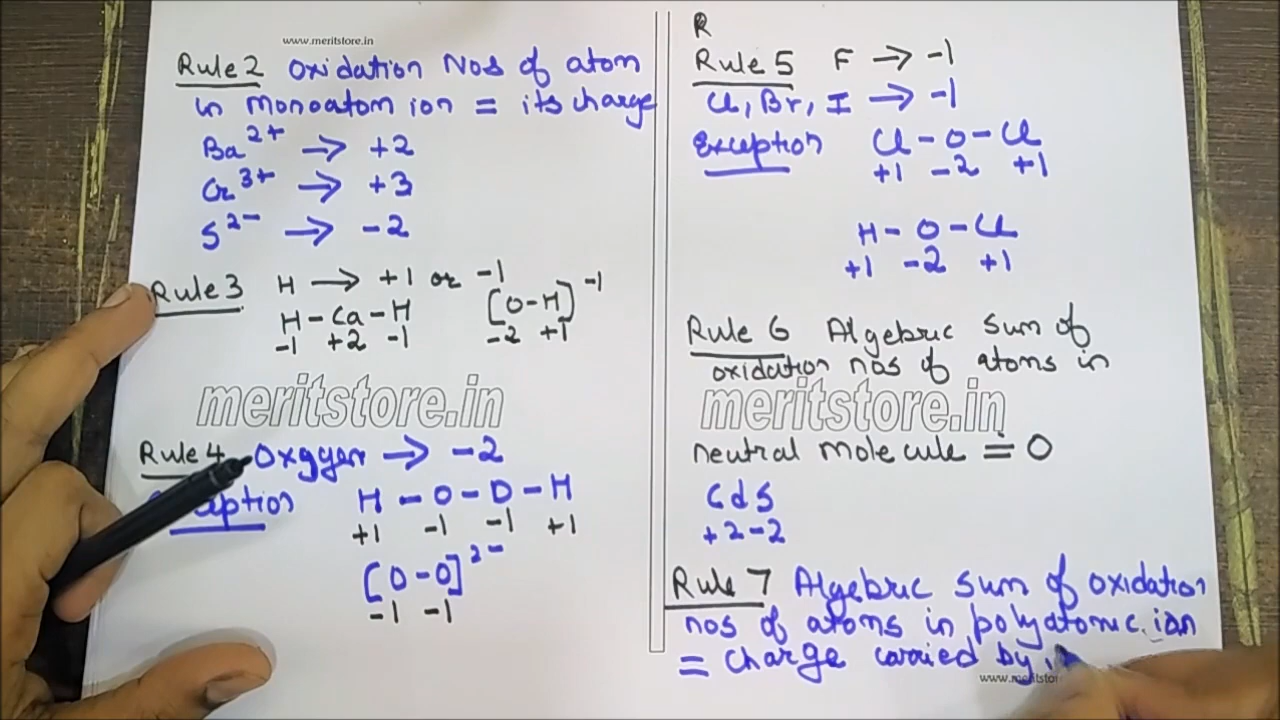 www.meritstore.in
Rule 2 Oxidation Nos of atom
in monoatom ion = its charge
Ba²⁺ → +2
Cr³⁺ → +3
S²⁻ → -2
Rule 3 H → +1 or -1
H - Ca - H [O-H]⁻¹
-1 +2 -1 -2 +1
meritstore.in
Rule 4 Oxygen → -2
H - O - O - H
+1 -1 -1 +1
[O-O]²⁻
-1 -1
R
Rule 5 F → -1
Cl, Br, I → -1
Exception Cl - O - Cl
+1 -2 +1
H - O - Cl
+1 -2 +1
Rule 6 Algebric sum of
oxidation nos of atoms in
meritstore.in
neutral molecule = 0
CdS
+2 -2
Rule 7 Algebric sum of oxidation
nos of atoms in polyatomic ion
= charge carried by